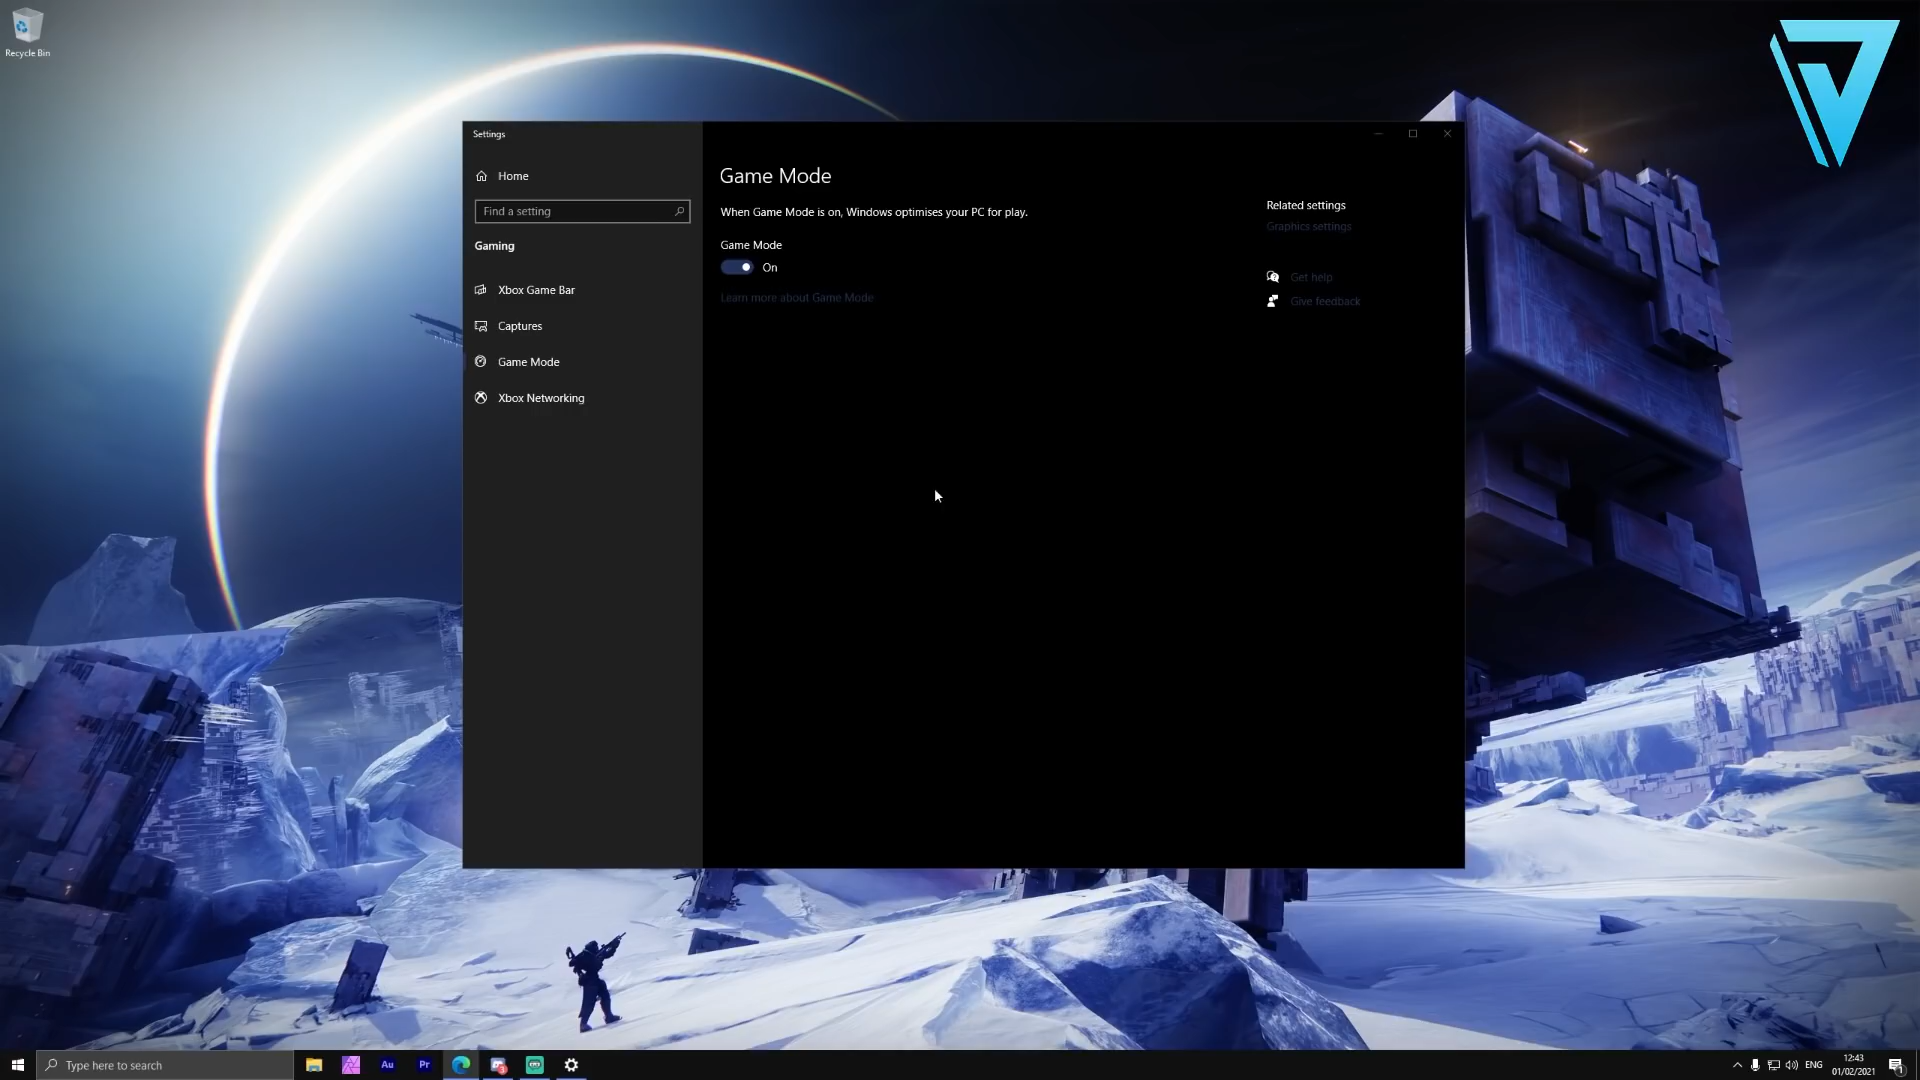 Recycle Bin
Settings
Home
Find a setting
Gaming
Xbox Game Bar
Captures
Game Mode
Xbox Networking
Game Mode
When Game Mode is on, Windows optimises your PC for play.
Game Mode
On
Learn more about Game Mode
Related settings
Graphics settings
Get help
Give feedback
Type here to search
Au
Pr
ENG
12:43
01/02/2021